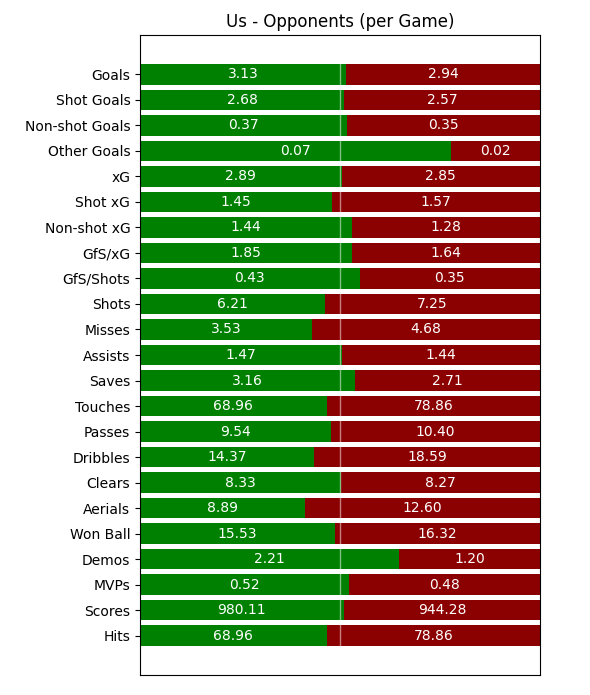 Us - Opponents (per Game)
Goals 3.13 2.94
Shot Goals 2.68 2.57
Non-shot Goals 0.37 0.35
Other Goals 0.07 0.02
xG 2.89 2.85
Shot xG 1.45 1.57
Non-shot xG 1.44 1.28
GfS/xG 1.85 1.64
GfS/Shots 0.43 0.35
Shots 6.21 7.25
Misses 3.53 4.68
Assists 1.47 1.44
Saves 3.16 2.71
Touches 68.96 78.86
Passes 9.54 10.40
Dribbles 14.37 18.59
Clears 8.33 8.27
Aerials 8.89 12.60
Won Ball 15.53 16.32
Demos 2.21 1.20
MVPs 0.52 0.48
Scores 980.11 944.28
Hits 68.96 78.86